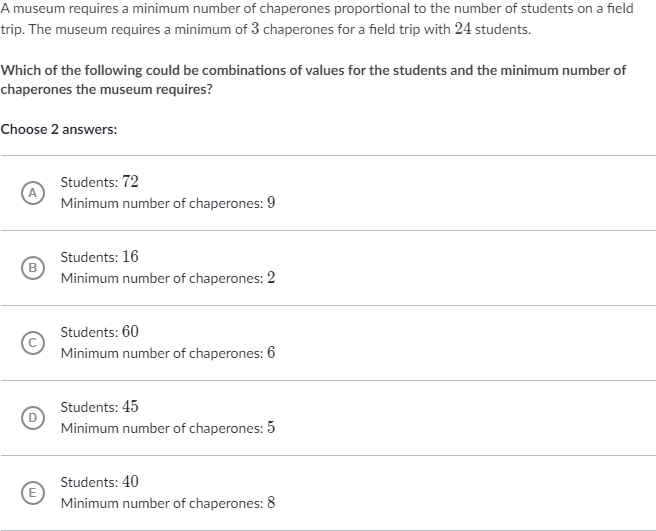 A museum requires a minimum number of chaperones proportional to the number of students on a field
trip. The museum requires a minimum of 3 chaperones for a field trip with 24 students.
Which of the following could be combinations of values for the students and the minimum number of
chaperones the museum requires?
Choose 2 answers:
A
Students: 72
Minimum number of chaperones: 9
B
Students: 16
Minimum number of chaperones: 2
C
Students: 60
Minimum number of chaperones: 6
D
Students: 45
Minimum number of chaperones: 5
E
Students: 40
Minimum number of chaperones: 8